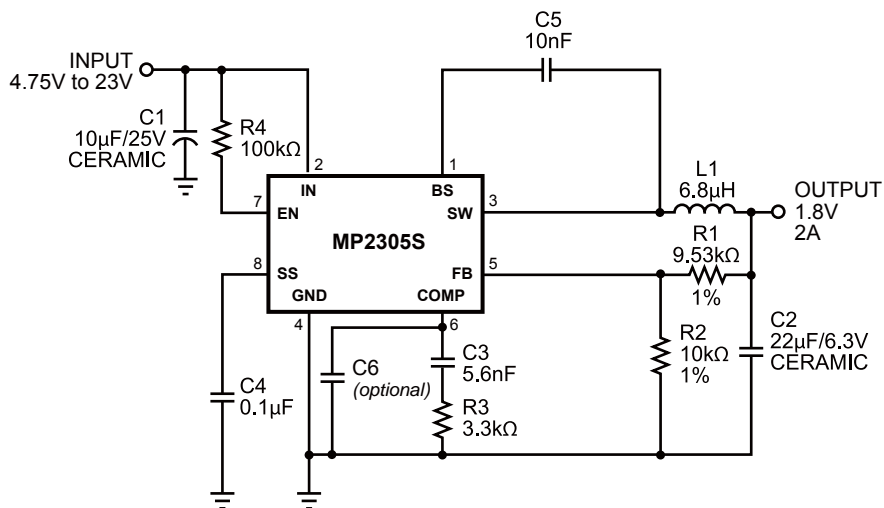 C5
10nF
INPUT
4.75V to 23V
C1
10µF/25V
CERAMIC
R4
100kΩ
2
1
IN
BS
7
EN
SW
3
L1
6.8µH
OUTPUT
1.8V
2A
MP2305S
R1
9.53kΩ
1%
8
SS
FB
5
GND
COMP
4
6
R2
10kΩ
1%
C2
22µF/6.3V
CERAMIC
C4
0.1µF
C6
(optional)
C3
5.6nF
R3
3.3kΩ